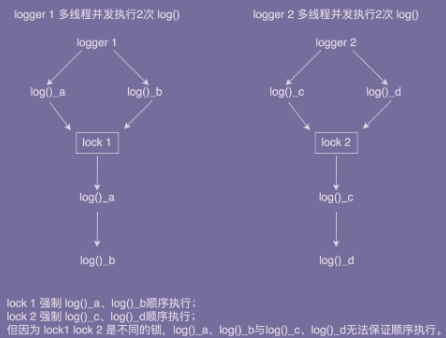 logger 1 多线程并发执行2次 log()
logger 1
log()_a
log()_b
lock 1
log()_a
log()_b
logger 2 多线程并发执行2次 log()
logger 2
log()_c
log()_d
lock 2
log()_c
log()_d
lock 1 强制 log()_a、log()_b顺序执行；
lock 2 强制 log()_c、log()_d顺序执行；
但因为 lock1 lock 2 是不同的锁，log()_a、log()_b与log()_c、log()_d无法保证顺序执行。